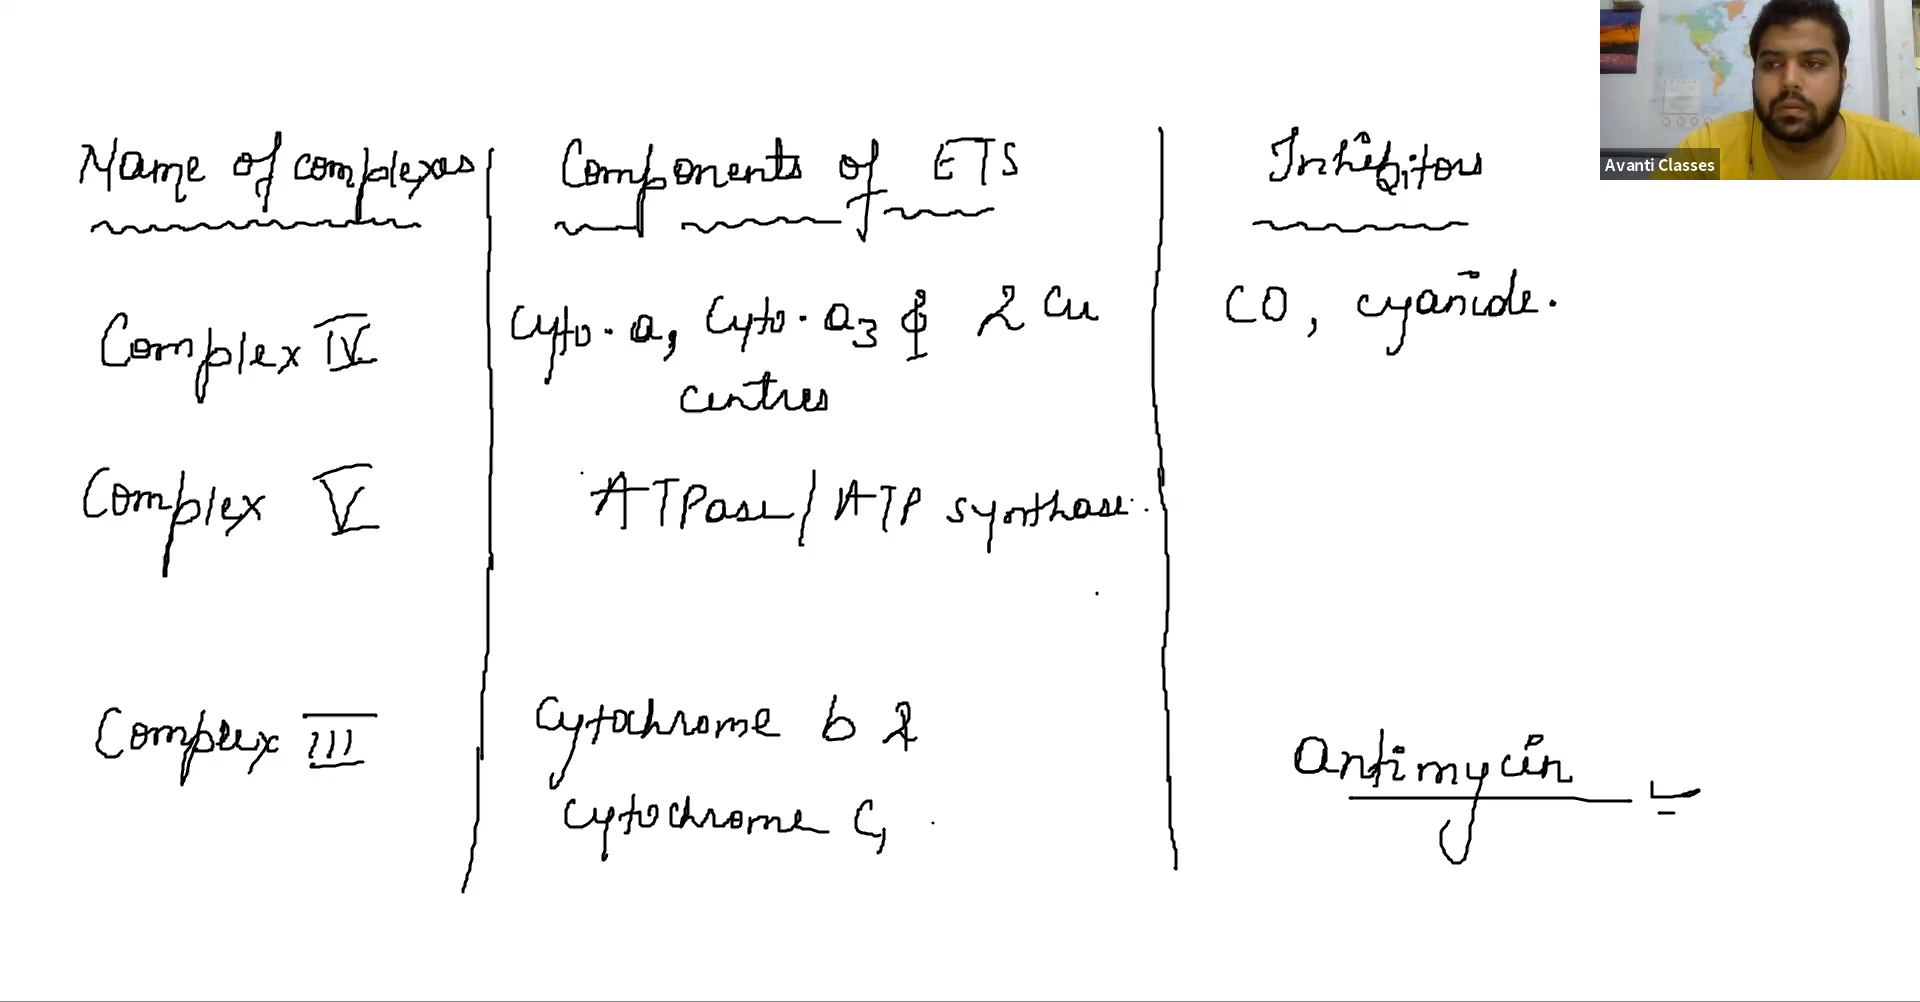 Name of complexes Components of ETS Inhibitors
Complex IV Cyto. a, Cyto. a3 & 2 Cu CO, cyanide.
centres
Complex V ATPase/ATP synthase.
Complex III Cytochrome b & Antimycin
Cytochrome C1
Avanti Classes